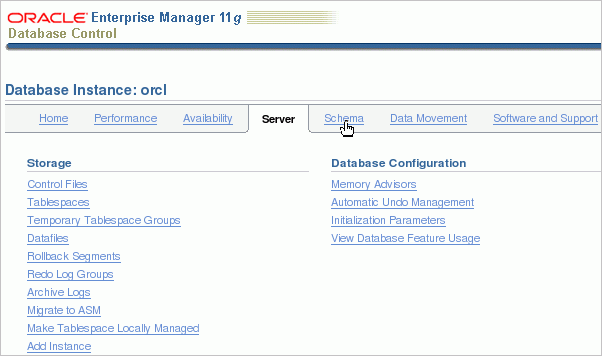 ORACLE Enterprise Manager 11g
Database Control
Database Instance: orcl
Home Performance Availability Server Schema Data Movement Software and Support
Storage
Control Files
Tablespaces
Temporary Tablespace Groups
Datafiles
Rollback Segments
Redo Log Groups
Archive Logs
Migrate to ASM
Make Tablespace Locally Managed
Add Instance
Database Configuration
Memory Advisors
Automatic Undo Management
Initialization Parameters
View Database Feature Usage